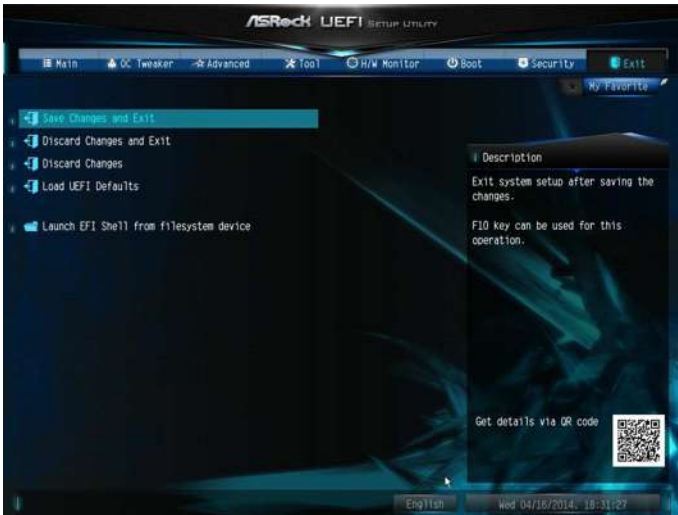 ASRock UEFI SETUP UTILITY
Main OC Tweaker Advanced Tool H/W Monitor Boot Security Exit
My Favorite
Save Changes and Exit
Discard Changes and Exit
Discard Changes
Load UEFI Defaults
Launch EFI Shell from filesystem device
Description
Exit system setup after saving the
changes.
F10 key can be used for this
operation.
Get details via QR code
English Wed 04/16/2014, 18:31:27